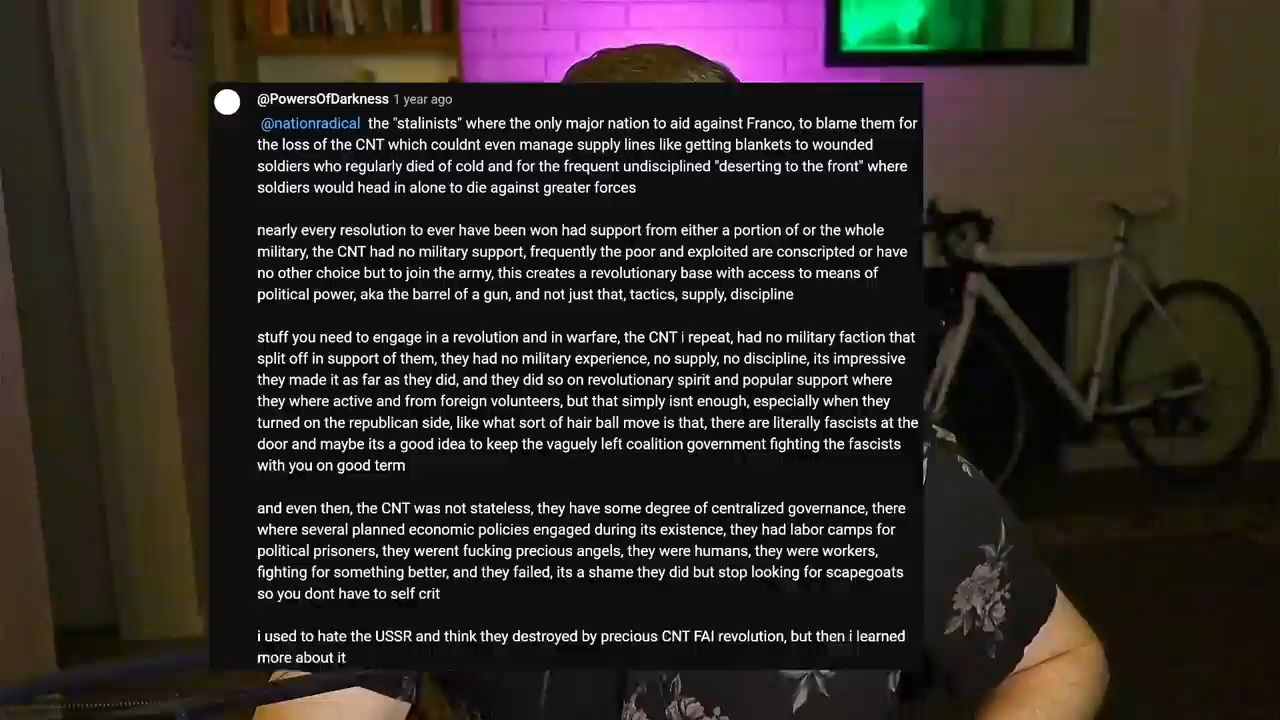 @PowersOfDarkness 1 year ago
@nationradical the "stalinists" where the only major nation to aid against Franco, to blame them for
the loss of the CNT which couldnt even manage supply lines like getting blankets to wounded
soldiers who regularly died of cold and for the frequent undisciplined "deserting to the front" where
soldiers would head in alone to die against greater forces
nearly every resolution to ever have been won had support from either a portion of or the whole
military, the CNT had no military support, frequently the poor and exploited are conscripted or have
no other choice but to join the army, this creates a revolutionary base with access to means of
political power, aka the barrel of a gun, and not just that, tactics, supply, discipline
stuff you need to engage in a revolution and in warfare, the CNT i repeat, had no military faction that
split off in support of them, they had no military experience, no supply, no discipline, its impressive
they made it as far as they did, and they did so on revolutionary spirit and popular support where
they where active and from foreign volunteers, but that simply isnt enough, especially when they
turned on the republican side, like what sort of hair ball move is that, there are literally fascists at the
door and maybe its a good idea to keep the vaguely left coalition government fighting the fascists
with you on good term
and even then, the CNT was not stateless, they have some degree of centralized governance, there
where several planned economic policies engaged during its existence, they had labor camps for
political prisoners, they werent fucking precious angels, they were humans, they were workers,
fighting for something better, and they failed, its a shame they did but stop looking for scapegoats
so you dont have to self crit
i used to hate the USSR and think they destroyed by precious CNT FAI revolution, but then i learned
more about it